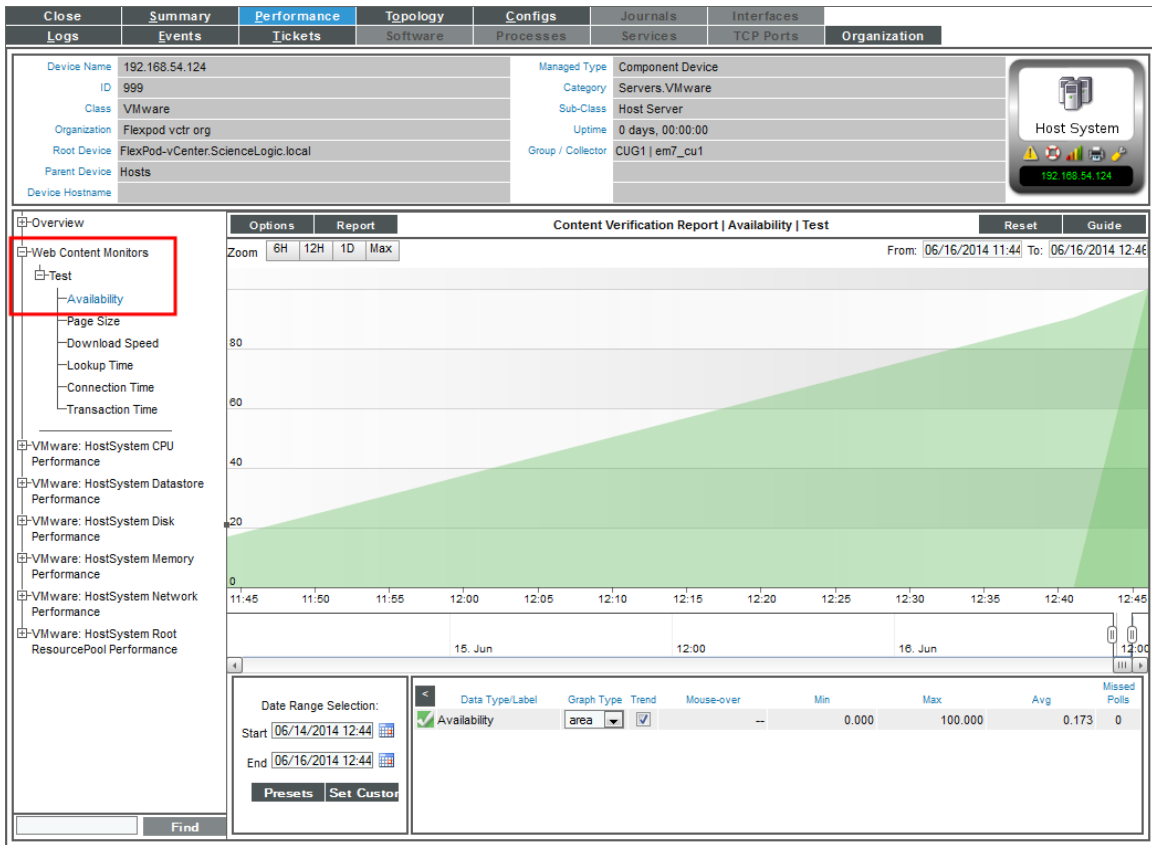 Close Summary Performance Topology Configs Journals Interfaces
Logs Events Tickets Software Processes Services TCP Ports Organization
Device Name 192.168.54.124 Managed Type Component Device
ID 999 Category Servers.VMware
Class VMware Sub-Class Host Server
Organization Flexpod vctr org Uptime 0 days, 00:00:00
Root Device FlexPod-vCenter.ScienceLogic.local Group / Collector CUG1 | em7_cu1
Parent Device Hosts
Device Hostname
Host System
192.168.54.124
Overview
Web Content Monitors
Test
Availability
Page Size
Download Speed
Lookup Time
Connection Time
Transaction Time
VMware: HostSystem CPU
Performance
VMware: HostSystem Datastore
Performance
VMware: HostSystem Disk
Performance
VMware: HostSystem Memory
Performance
VMware: HostSystem Network
Performance
VMware: HostSystem Root
ResourcePool Performance
Find
Options Report Content Verification Report | Availability | Test Reset Guide
Zoom 6H 12H 1D Max From: 06/16/2014 11:44 To: 06/16/2014 12:46
80
60
40
20
0
11:45 11:50 11:55 12:00 12:05 12:10 12:15 12:20 12:25 12:30 12:35 12:40 12:45
15. Jun 12:00 16. Jun 12:00
Date Range Selection:
Start 06/14/2014 12:44
End 06/16/2014 12:44
Presets Set Custor
< Data Type/Label Graph Type Trend Mouse-over Min Max Avg Missed Polls
Availability area -- 0.000 100.000 0.173 0